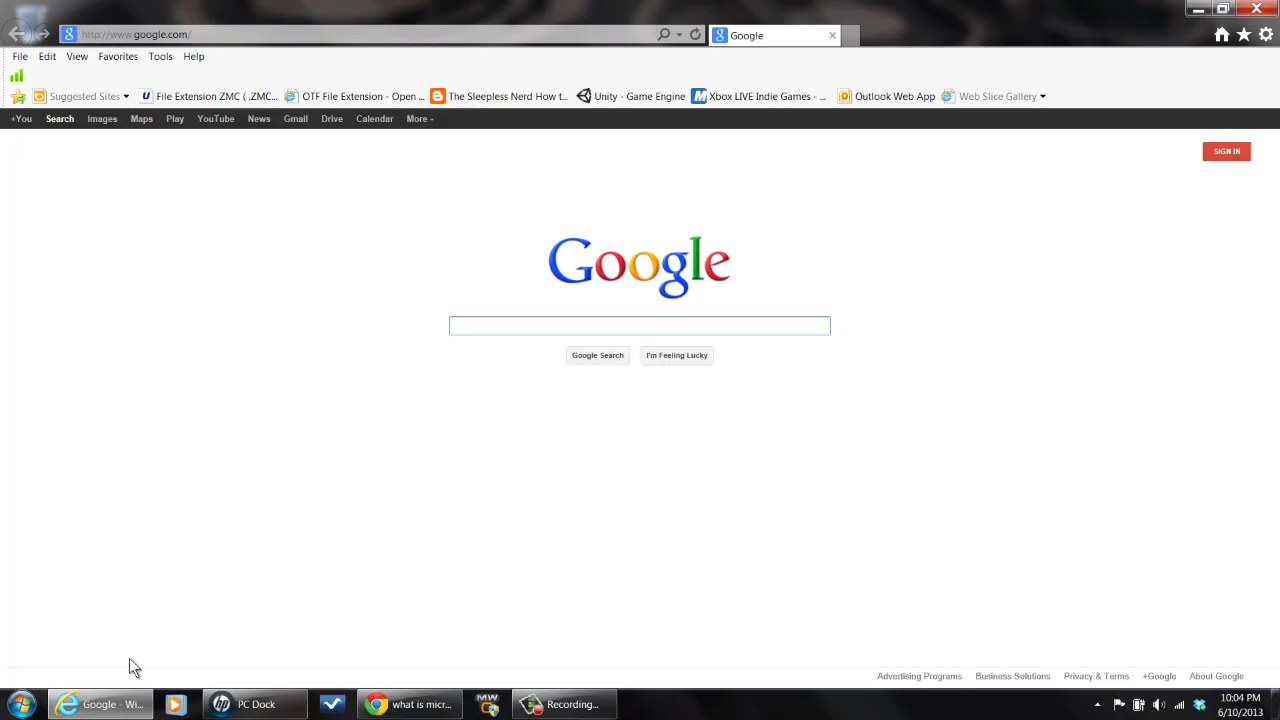 http://www.google.com/
Google
File Edit View Favorites Tools Help
Suggested Sites
File Extension ZMC ( .ZMC...
OTF File Extension - Open ...
The Sleepless Nerd How t...
Unity - Game Engine
Xbox LIVE Indie Games - ...
Outlook Web App
Web Slice Gallery
+You Search Images Maps Play YouTube News Gmail Drive Calendar More
SIGN IN
Google
Google Search I'm Feeling Lucky
Advertising Programs Business Solutions Privacy & Terms +Google About Google
Google - Wi...
hp PC Dock
what is micr...
MW
Recording...
10:04 PM
6/10/2013